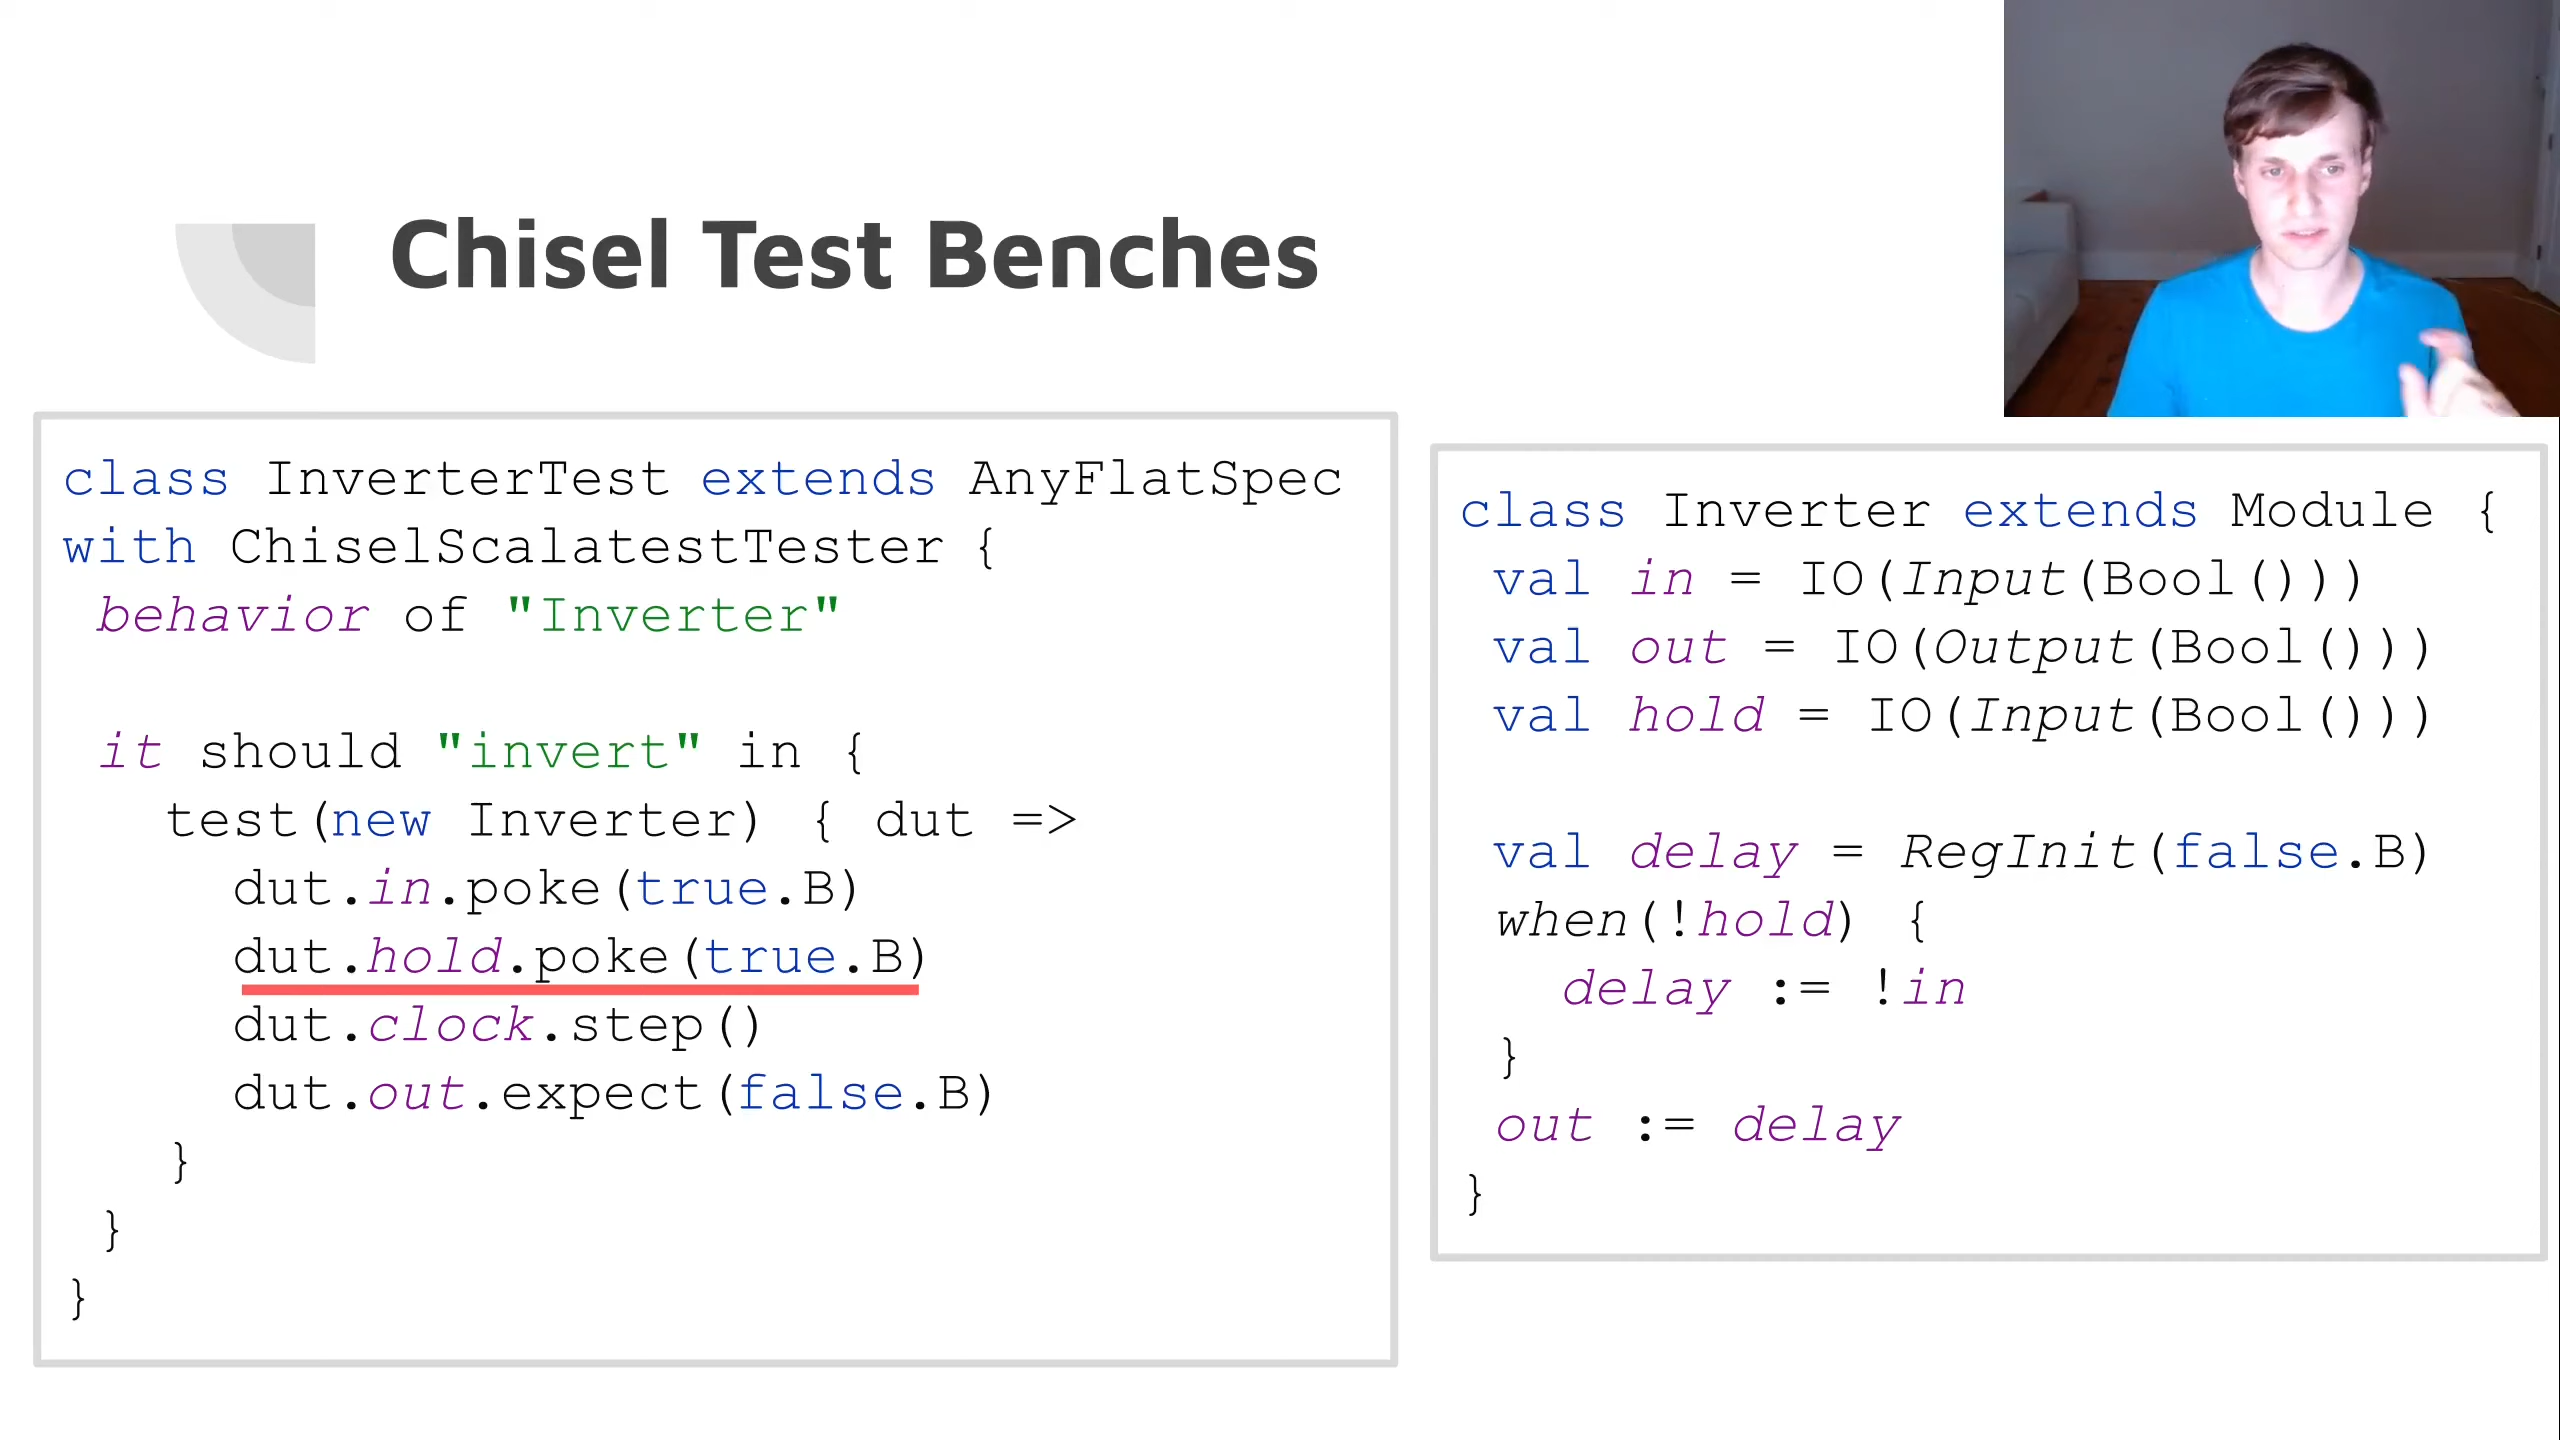 Chisel Test Benches
class InverterTest extends AnyFlatSpec
with ChiselScalatestTester {
behavior of "Inverter"
it should "invert" in {
test(new Inverter) { dut =>
dut.in.poke(true.B)
dut.hold.poke(true.B)
dut.clock.step()
dut.out.expect(false.B)
}
}
}
class Inverter extends Module {
val in = IO(Input(Bool()))
val out = IO(Output(Bool()))
val hold = IO(Input(Bool()))
val delay = RegInit(false.B)
when(!hold) {
delay := !in
}
out := delay
}